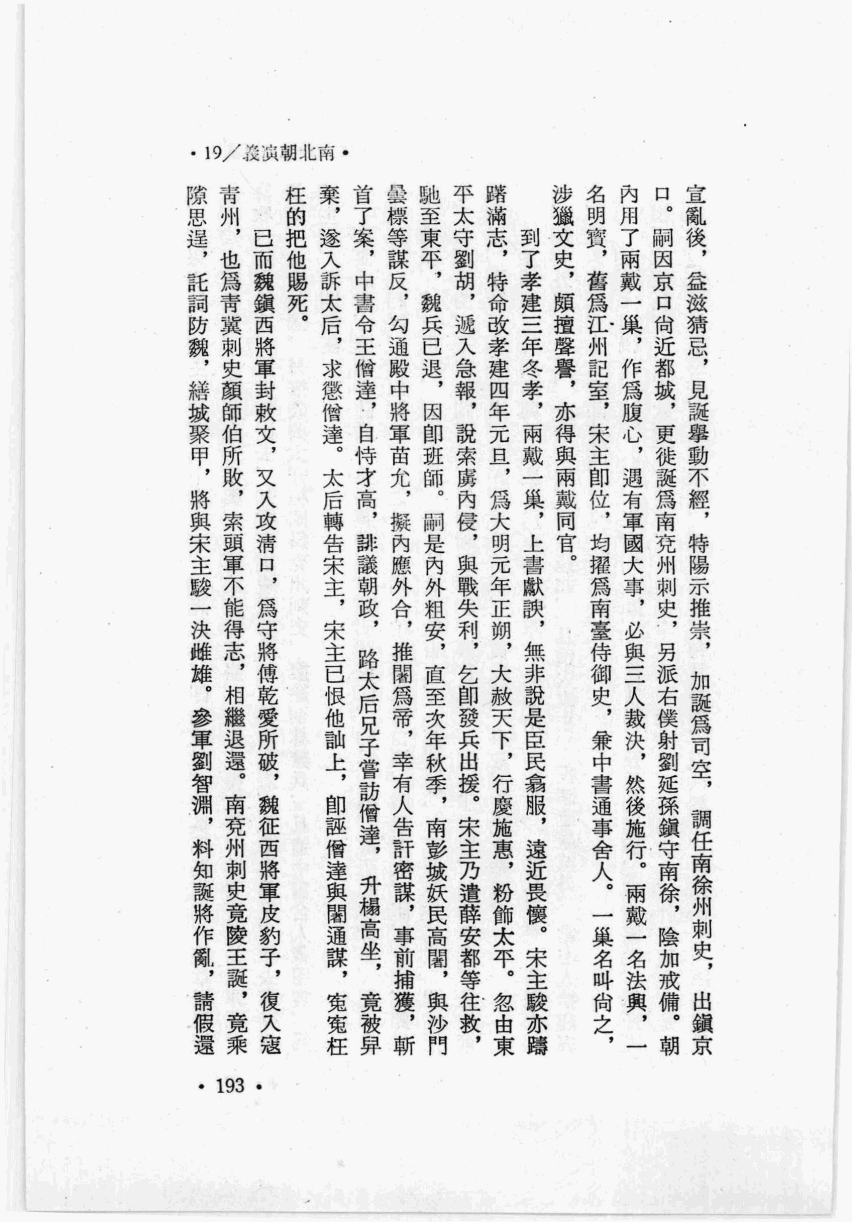 •19／義演朝北南•
宣亂後，益滋猜忌，見誕擧動不經，特陽示推崇，加誕爲司空，調任南徐州刺史，出鎭京
口。嗣因京口尙近都城，更徙誕爲南兗州刺史，另派右僕射劉延孫鎭守南徐，陰加戒備。朝
內用了兩戴一巢，作爲腹心，遇有軍國大事，必與三人裁決，然後施行。兩戴一名法興，一
名明寶，舊爲江州記室，宋主卽位，均擢爲南臺侍御史，兼中書通事舍人。一巢名叫尙之，
涉獵文史，頗擅聲譽，亦得與兩戴同官。
到了孝建三年冬孝，兩戴一巢，上書獻諛，無非說是臣民翕服，遠近畏懷。宋主駿亦躊
躇滿志，特命改孝建四年元旦，爲大明元年正朔，大赦天下，行慶施惠，粉飾太平。忽由東
平太守劉胡，遞入急報，說索虜內侵，與戰失利，乞卽發兵出援。宋主乃遣薛安都等往救，
馳至東平，魏兵已退，因卽班師。嗣是內外粗安，直至次年秋季，南彭城妖民高闍，與沙門
曇標等謀反，勾通殿中將軍苗允，擬內應外合，推闍爲帝，幸有人告訐密謀，事前捕獲，斬
首了案，中書令王僧達，自恃才高，誹議朝政，路太后兄子嘗訪僧達，升榻高坐，竟被舁
棄，遂入訴太后，求懲僧達。太后轉告宋主，宋主已恨他訕上，卽誣僧達與闍通謀，寃寃枉
枉的把他賜死。
已而魏鎭西將軍封敕文，又入攻淸口，爲守將傅乾愛所破，魏征西將軍皮豹子，復入寇
靑州，也爲靑冀刺史顏師伯所敗，索頭軍不能得志，相繼退還。南兗州刺史竟陵王誕，竟乘
隙思逞，託詞防魏，繕城聚甲，將與宋主駿一決雌雄。參軍劉智淵，料知誕將作亂，請假還
•193•